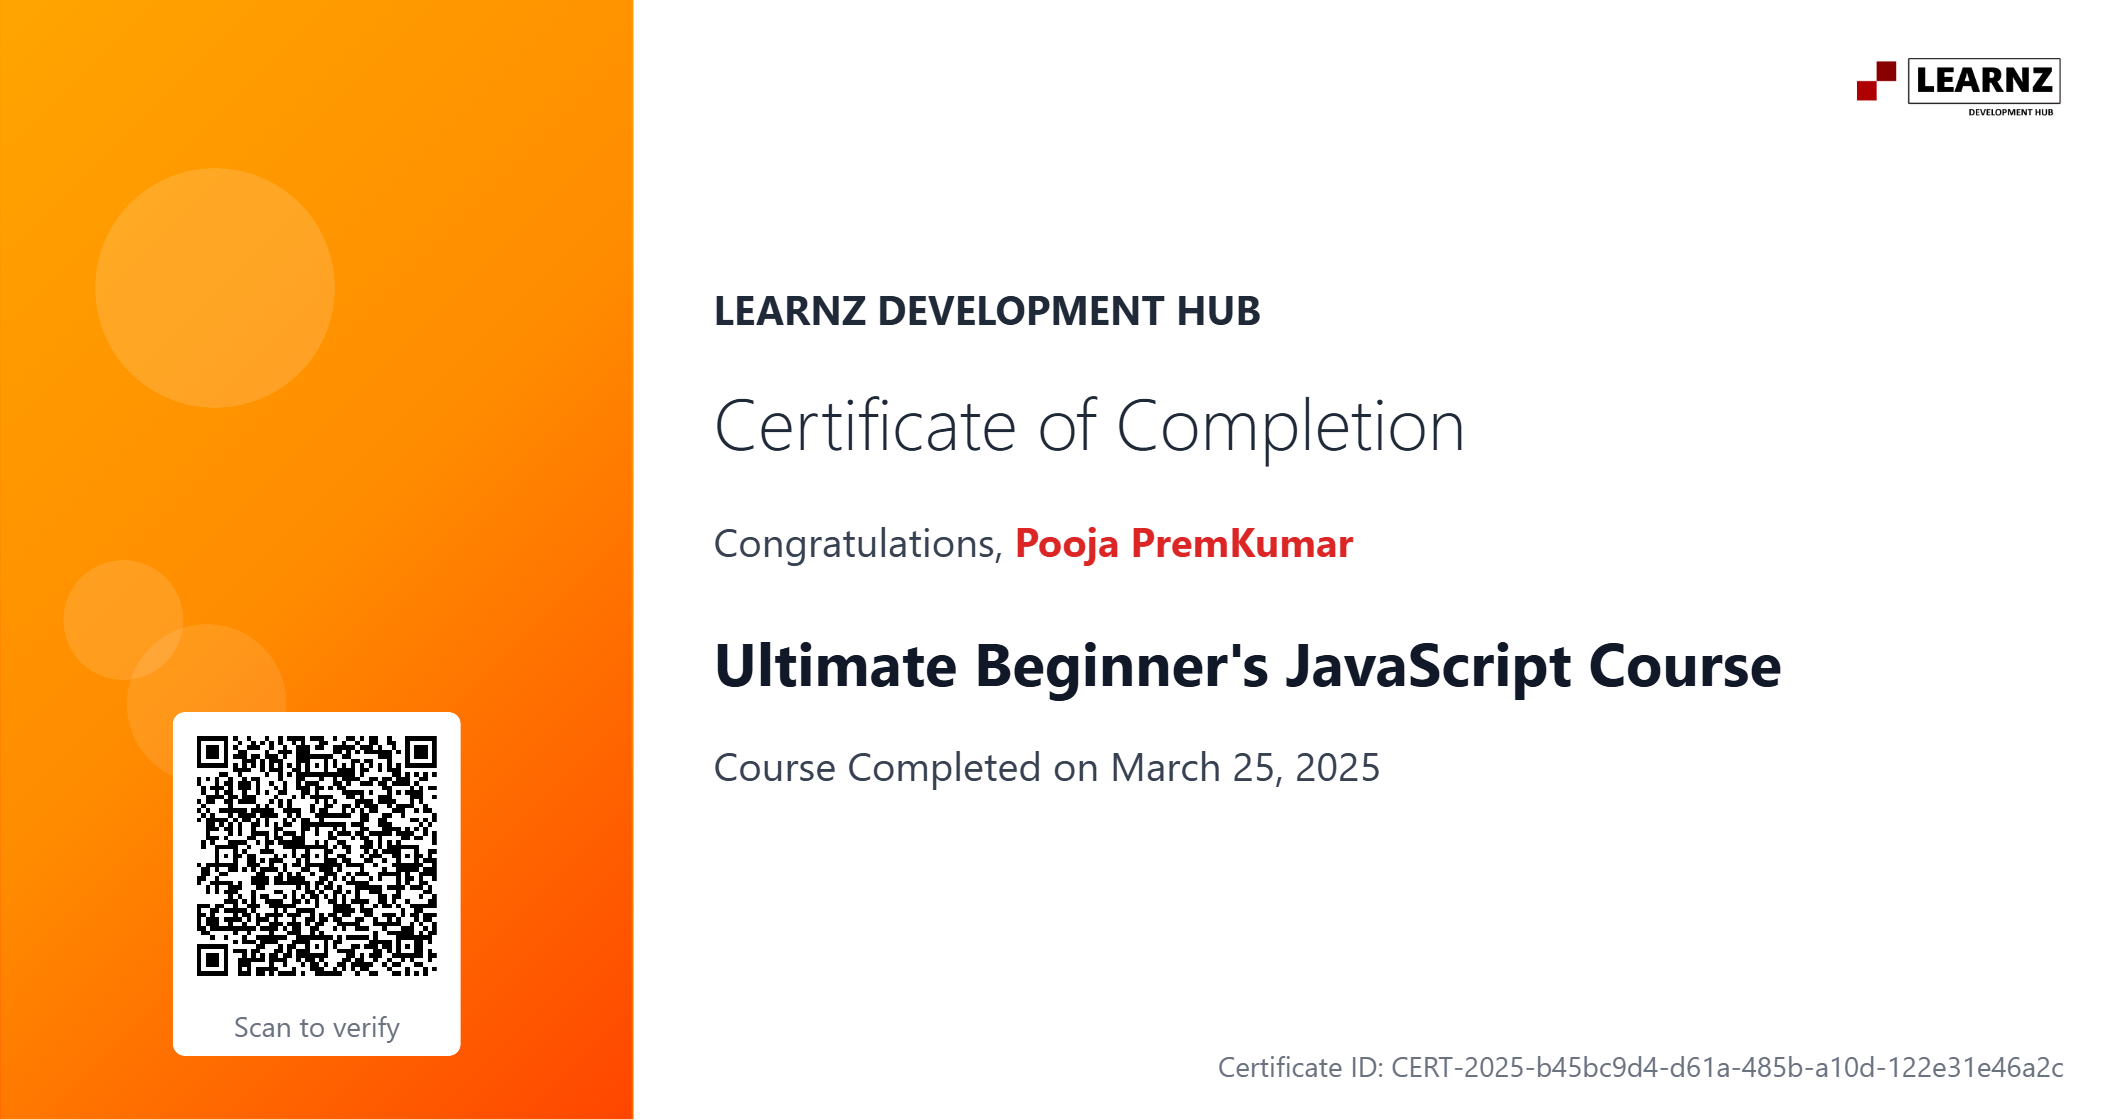 LEARNZ
DEVELOPMENT HUB
LEARNZ DEVELOPMENT HUB
Certificate of Completion
Congratulations, Pooja PremKumar
Ultimate Beginner's JavaScript Course
Course Completed on March 25, 2025
Scan to verify
Certificate ID: CERT-2025-b45bc9d4-d61a-485b-a10d-122e31e46a2c